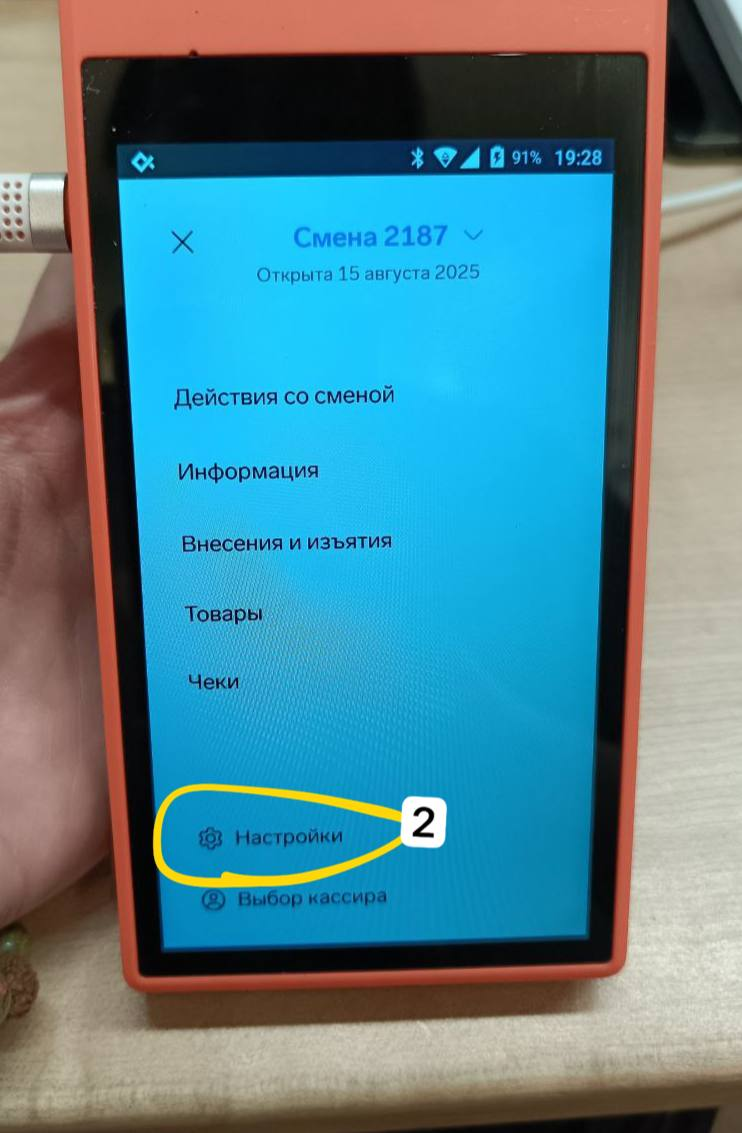 91% 19:28
Смена 2187
Открыта 15 августа 2025
Действия со сменой
Информация
Внесения и изъятия
Товары
Чеки
Настройки
2
Выбор кассира